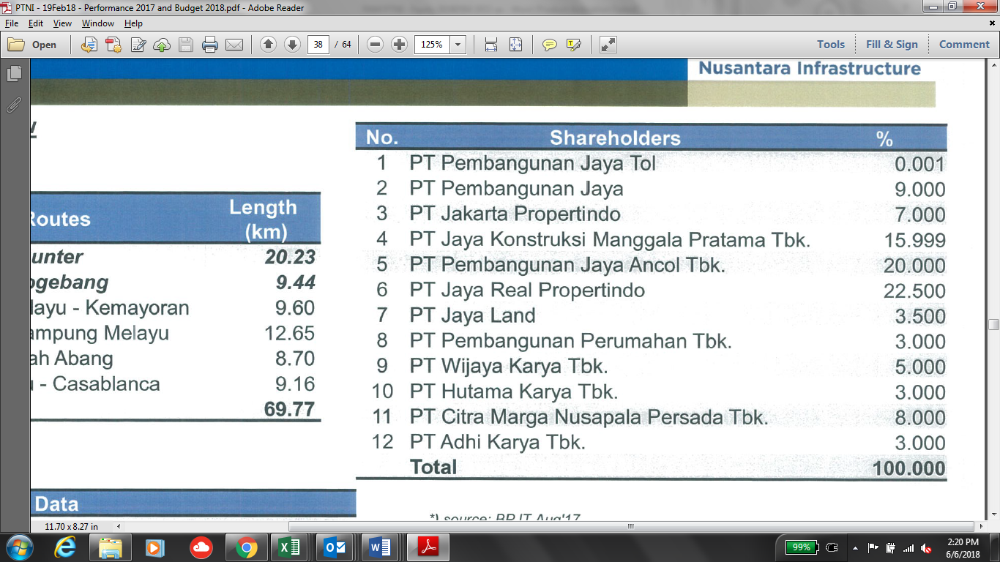 PTNI - 19Feb18 - Performance 2017 and Budget 2018.pdf - Adobe Reader
File Edit View Window Help
Open 38 / 64 125% Tools Fill & Sign Comment
Nusantara Infrastructure
Routes Length (km)
unter 20.23
ogebang 9.44
layu - Kemayoran 9.60
ampung Melayu 12.65
ah Abang 8.70
u - Casablanca 9.16
69.77
Data
No. Shareholders %
1 PT Pembangunan Jaya Tol 0.001
2 PT Pembangunan Jaya 9.000
3 PT Jakarta Propertindo 7.000
4 PT Jaya Konstruksi Manggala Pratama Tbk. 15.999
5 PT Pembangunan Jaya Ancol Tbk. 20.000
6 PT Jaya Real Propertindo 22.500
7 PT Jaya Land 3.500
8 PT Pembangunan Perumahan Tbk. 3.000
9 PT Wijaya Karya Tbk. 5.000
10 PT Hutama Karya Tbk. 3.000
11 PT Citra Marga Nusapala Persada Tbk. 8.000
12 PT Adhi Karya Tbk. 3.000
Total 100.000
*) source: BPJT Aug'17
11.70 x 8.27 in
99% 2:20 PM
6/6/2018